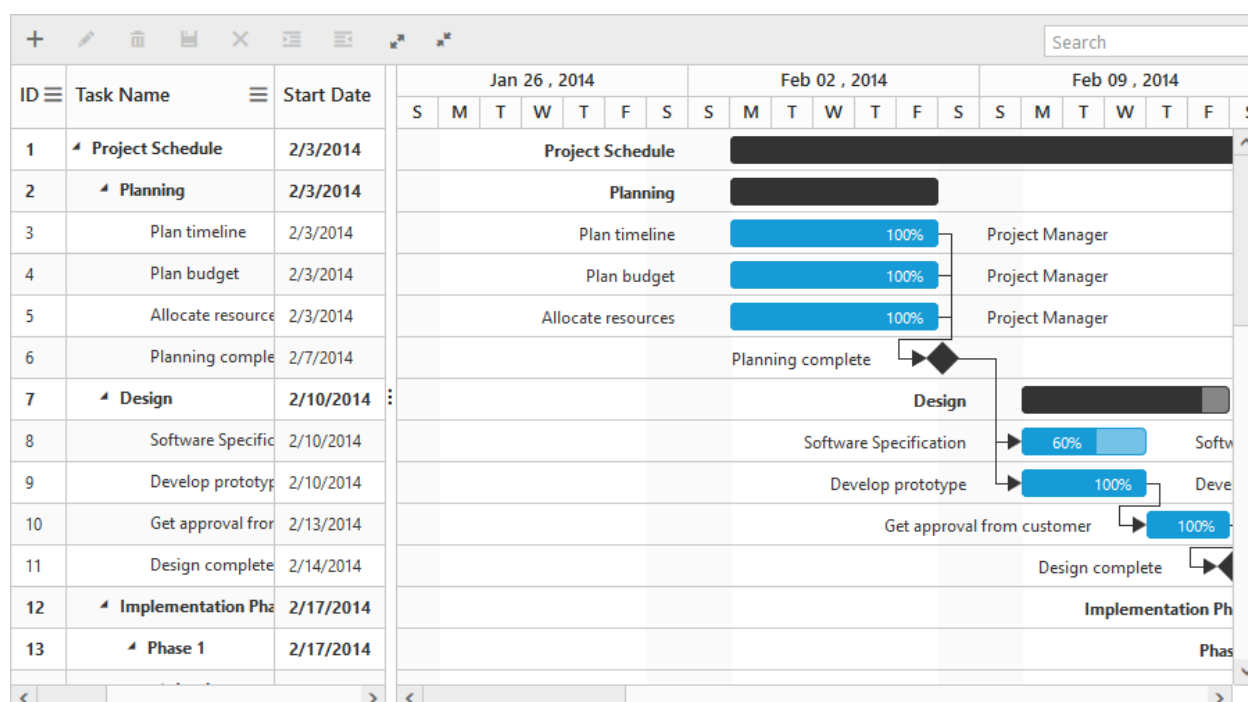 Search
ID Task Name Start Date Jan 26 , 2014 Feb 02 , 2014 Feb 09 , 2014
S M T W T F S S M T W T F S S M T W T F
1 Project Schedule 2/3/2014 Project Schedule
2 Planning 2/3/2014 Planning
3 Plan timeline 2/3/2014 Plan timeline 100% Project Manager
4 Plan budget 2/3/2014 Plan budget 100% Project Manager
5 Allocate resource 2/3/2014 Allocate resources 100% Project Manager
6 Planning comple 2/7/2014 Planning complete
7 Design 2/10/2014 Design
8 Software Specific 2/10/2014 Software Specification 60% Softw
9 Develop prototyp 2/10/2014 Develop prototype 100% Deve
10 Get approval fror 2/13/2014 Get approval from customer 100%
11 Design complete 2/14/2014 Design complete
12 Implementation Pha 2/17/2014 Implementation Ph
13 Phase 1 2/17/2014 Phas